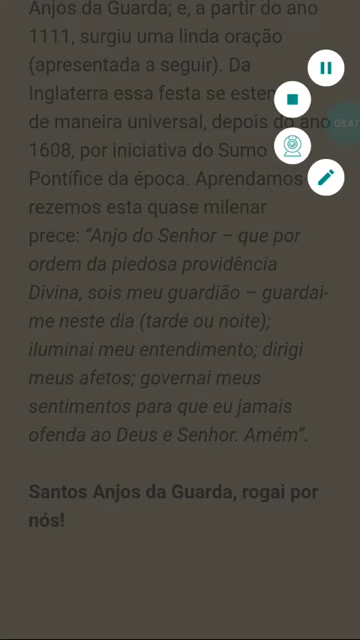 Anjos da Guarda; e, a partir do ano
1111, surgiu uma linda oração
(apresentada a seguir). Da
Inglaterra essa festa se esten
de maneira universal, depois do ano
08:47
1608, por iniciativa do Sumo
Pontífice da época. Aprendamos
rezemos esta quase milenar
prece: “Anjo do Senhor – que por
ordem da piedosa providência
Divina, sois meu guardião – guardai-
me neste dia (tarde ou noite);
iluminai meu entendimento; dirigi
meus afetos; governai meus
sentimentos para que eu jamais
ofenda ao Deus e Senhor. Amém”.
Santos Anjos da Guarda, rogai por
nós!